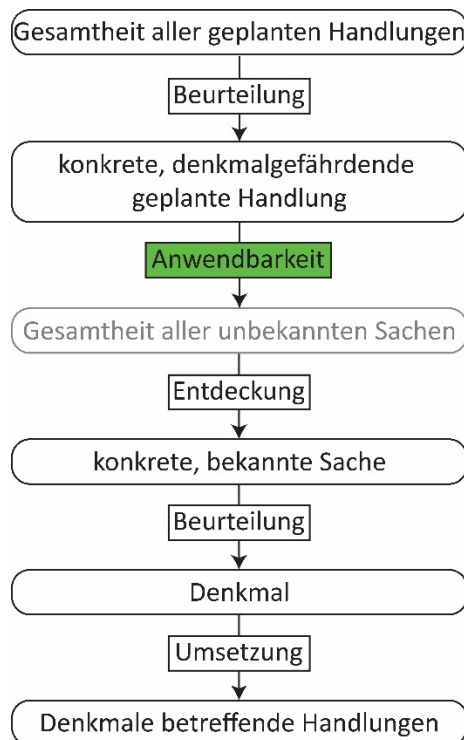 Gesamtheit aller geplanten Handlungen
Beurteilung
konkrete, denkmalgefährdende
geplante Handlung
Anwendbarkeit
Gesamtheit aller unbekannten Sachen
Entdeckung
konkrete, bekannte Sache
Beurteilung
Denkmal
Umsetzung
Denkmale betreffende Handlungen